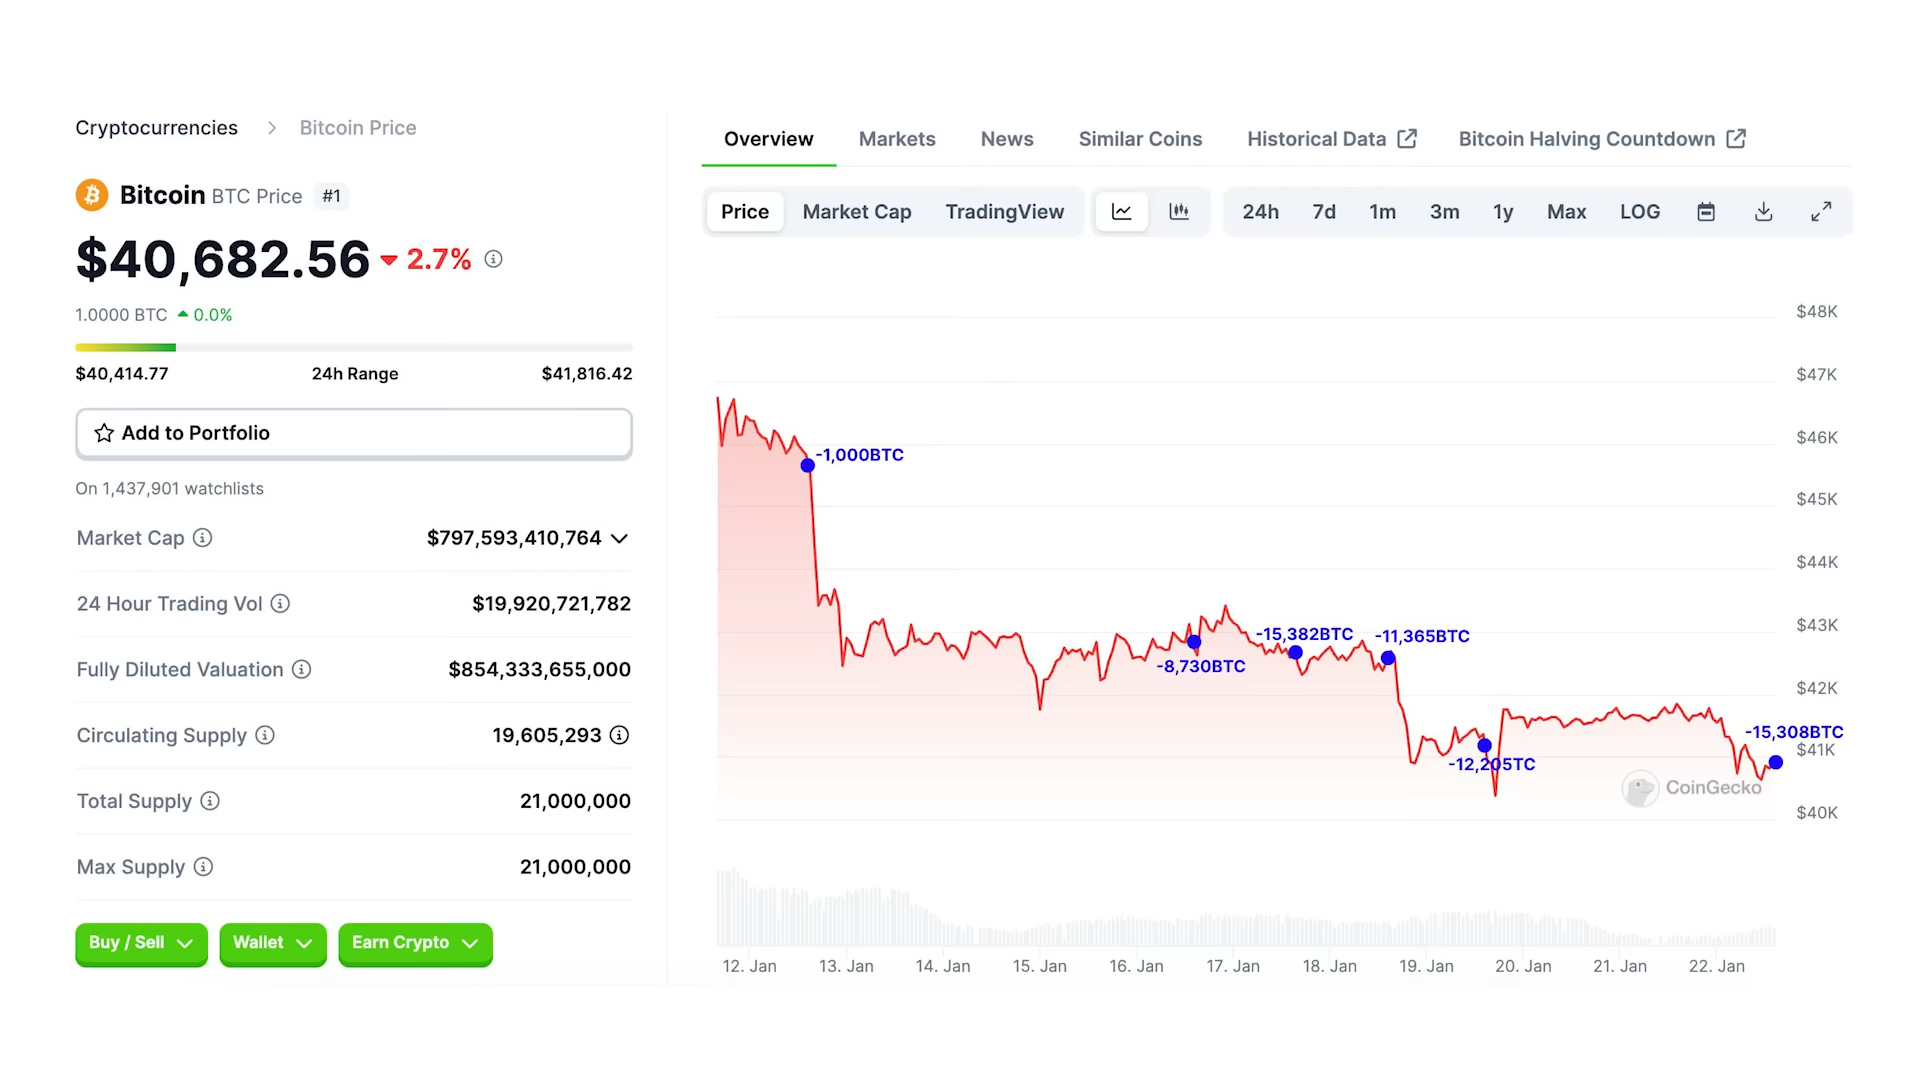 Cryptocurrencies > Bitcoin Price
Bitcoin BTC Price #1
$40,682.56 2.7%
1.0000 BTC 0.0%
$40,414.77 24h Range $41,816.42
Add to Portfolio
On 1,437,901 watchlists
Market Cap $797,593,410,764
24 Hour Trading Vol $19,920,721,782
Fully Diluted Valuation $854,333,655,000
Circulating Supply 19,605,293
Total Supply 21,000,000
Max Supply 21,000,000
Buy / Sell Wallet Earn Crypto
Overview Markets News Similar Coins Historical Data Bitcoin Halving Countdown
Price Market Cap TradingView 24h 7d 1m 3m 1y Max LOG
$48K
$47K
$46K
-1,000BTC
$45K
$44K
$43K
-15,382BTC -11,365BTC
-8,730BTC
$42K
-15,308BTC
$41K
-12,205TC
CoinGecko
$40K
12. Jan 13. Jan 14. Jan 15. Jan 16. Jan 17. Jan 18. Jan 19. Jan 20. Jan 21. Jan 22. Jan